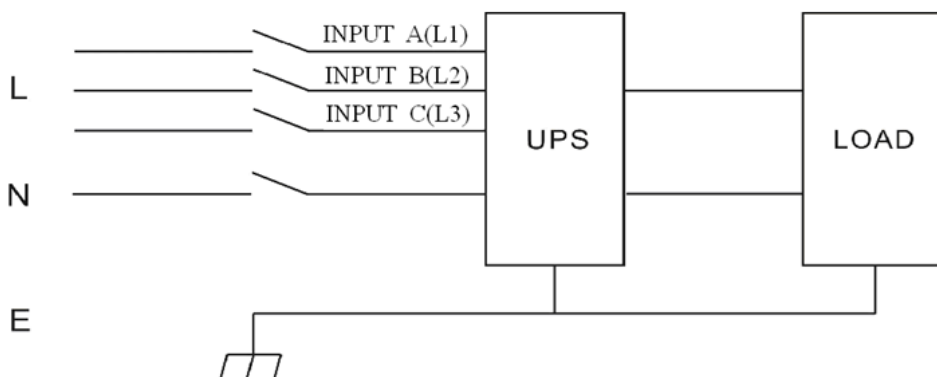 INPUT A(L1)
L
INPUT B(L2)
INPUT C(L3)
UPS
LOAD
N
E